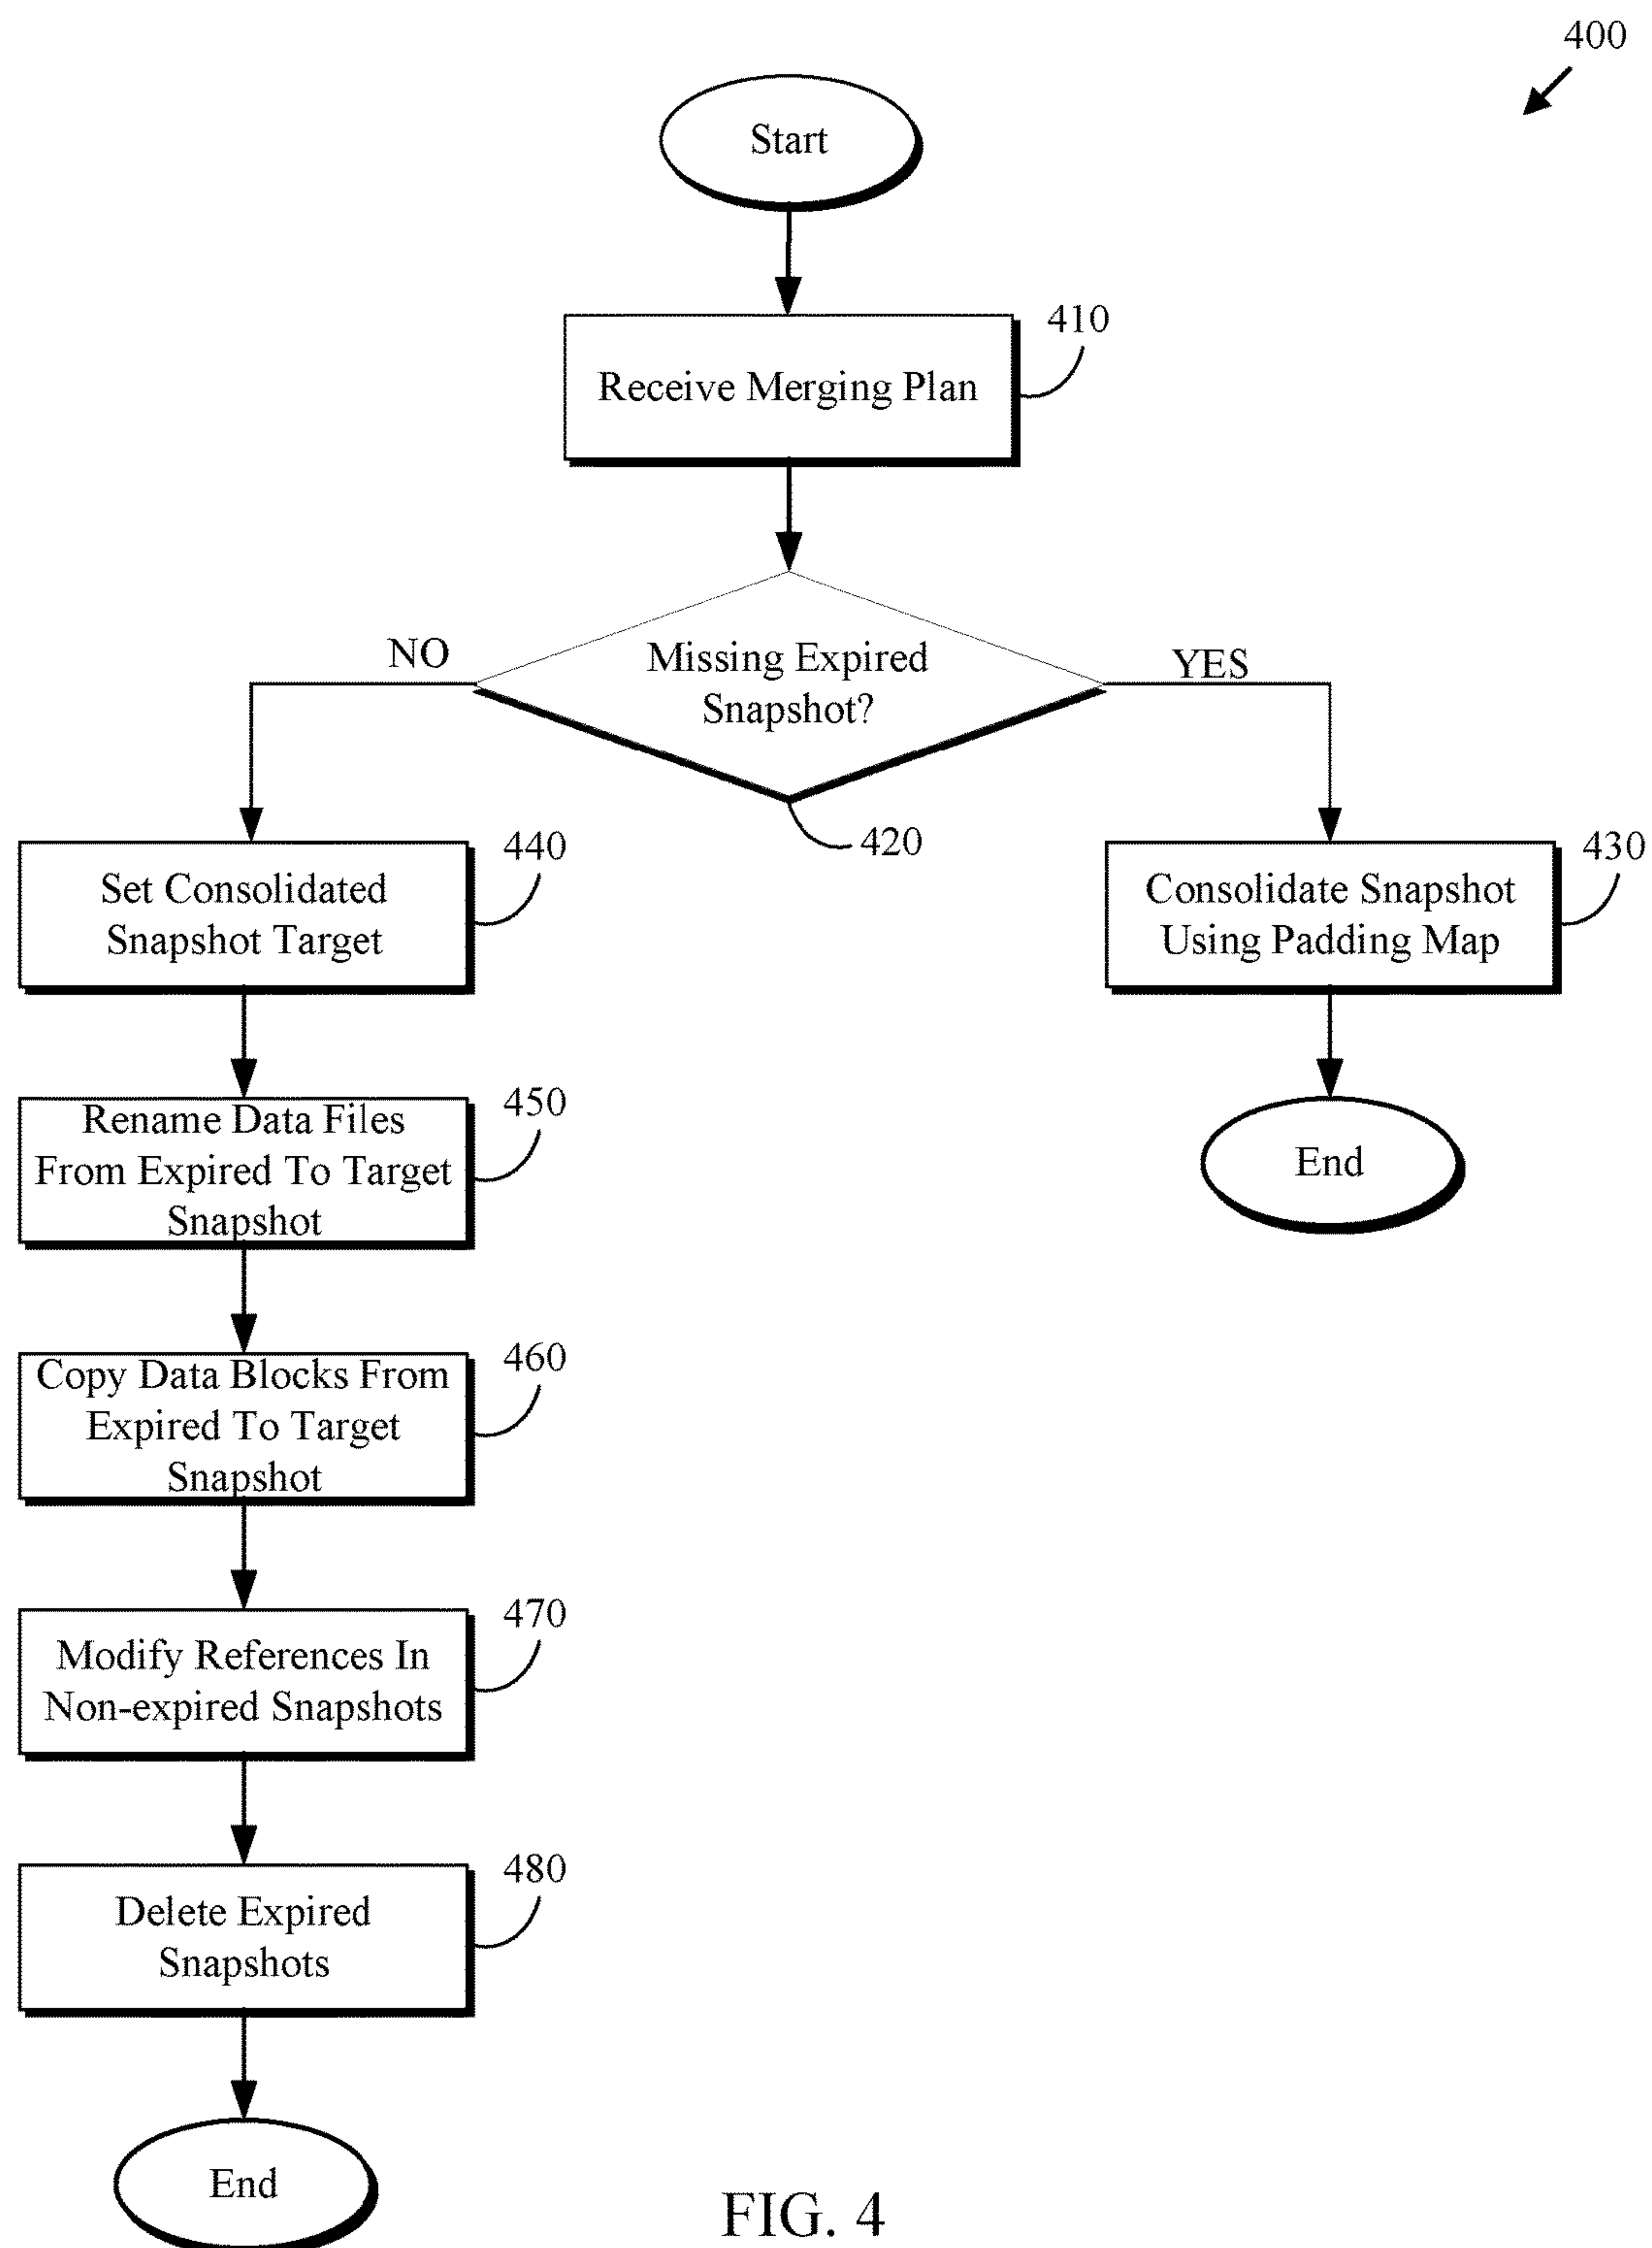 400
Start
410
Receive Merging Plan
Missing Expired
Snapshot?
NO
YES
420
440
Set Consolidated
Snapshot Target
430
Consolidate Snapshot
Using Padding Map
450
Rename Data Files
From Expired To Target
Snapshot
End
460
Copy Data Blocks From
Expired To Target
Snapshot
470
Modify References In
Non-expired Snapshots
480
Delete Expired
Snapshots
End
FIG. 4